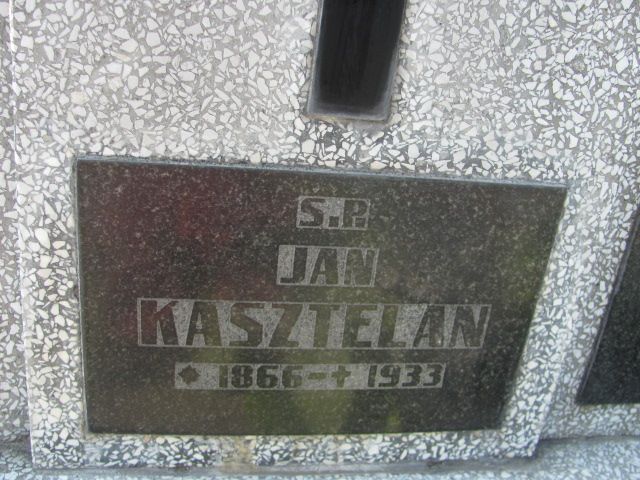 S.P.
JAN
KASZTELAN
1866-✝1933